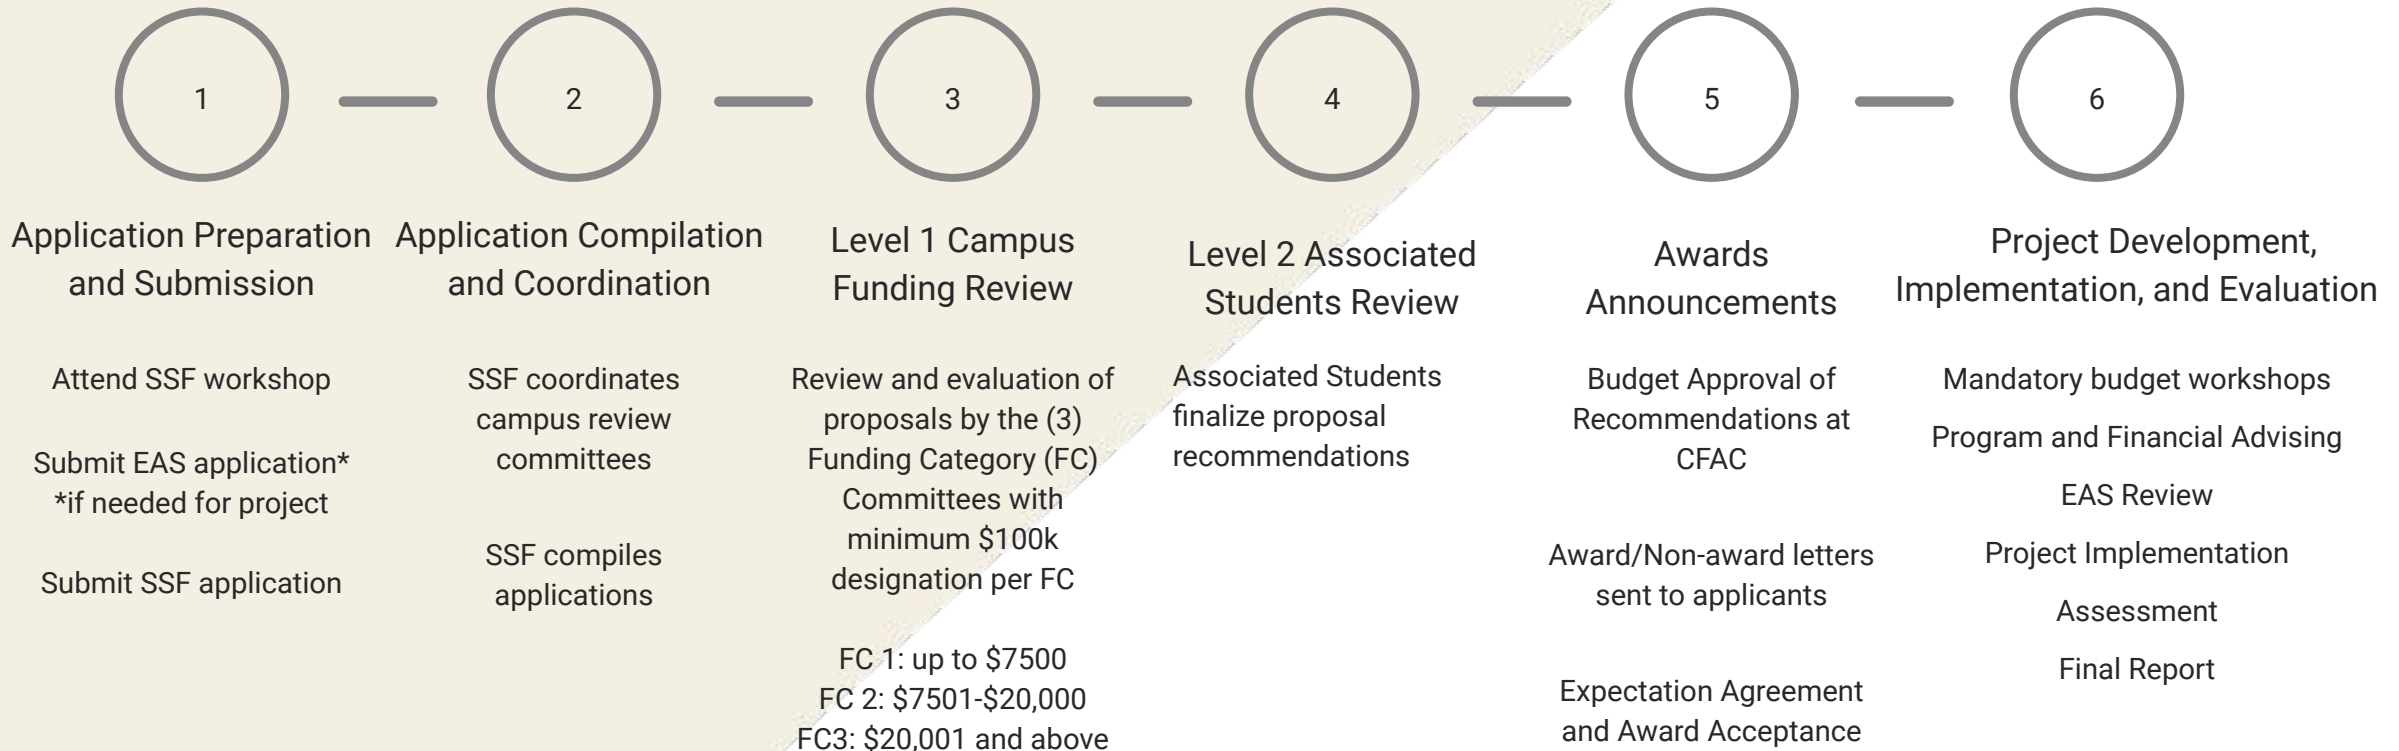 1
2
3
4
5
6
Application Preparation
and Submission
Attend SSF workshop
Submit EAS application*
*if needed for project
Submit SSF application
Application Compilation
and Coordination
SSF coordinates
campus review
committees
SSF compiles
applications
Level 1 Campus
Funding Review
Review and evaluation of
proposals by the (3)
Funding Category (FC)
Committees with
minimum $100k
designation per FC
FC 1: up to $7500
FC 2: $7501-$20,000
FC3: $20,001 and above
Level 2 Associated
Students Review
Associated Students
finalize proposal
recommendations
Awards
Announcements
Budget Approval of
Recommendations at
CFAC
Award/Non-award letters
sent to applicants
Expectation Agreement
and Award Acceptance
Project Development,
Implementation, and Evaluation
Mandatory budget workshops
Program and Financial Advising
EAS Review
Project Implementation
Assessment
Final Report